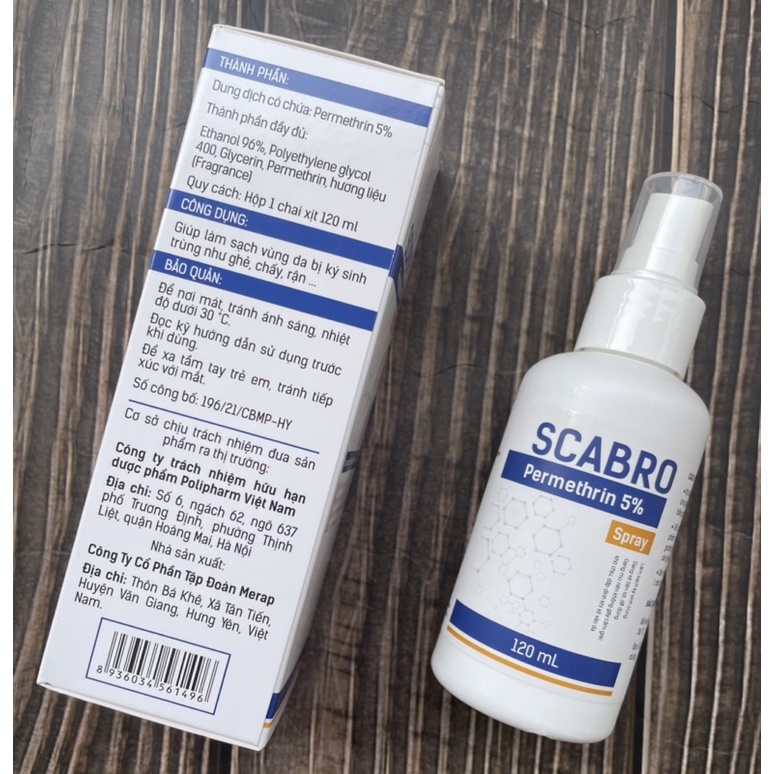 THÀNH PHẦN:
Dung dịch có chứa: Permethrin 5%
Thành phần đầy đủ:
Ethanol 96%, Polyethylene glycol
400, Glycerin, Permethrin, hương liệu
(Fragrance)
Quy cách: Hộp 1 chai xịt 120 ml
CÔNG DỤNG:
Giúp làm sạch vùng da bị ký sinh
trùng như ghẻ, chấy, rận ...
BẢO QUẢN:
Để nơi mát, tránh ánh sáng, nhiệt
độ dưới 30 °C.
Đọc kỹ hướng dẫn sử dụng trước
khi dùng.
Để xa tầm tay trẻ em, tránh tiếp
xúc với mắt.
Số công bố: 196/21/CBMP-HY
Cơ sở chịu trách nhiệm đưa sản
phẩm ra thị trường:
Công ty trách nhiệm hữu hạn
dược phẩm Polipharm Việt Nam
Địa chỉ: Số 6, ngách 62, ngõ 637
phố Trương Định, phường Thịnh
Liệt, quận Hoàng Mai, Hà Nội
Nhà sản xuất:
Công Ty Cổ Phần Tập Đoàn Merap
Địa chỉ: Thôn Bá Khê, Xã Tân Tiến,
Huyện Văn Giang, Hưng Yên, Việt
Nam.
8 936034 561496
SCABRO
Permethrin 5%
Spray
120 mL